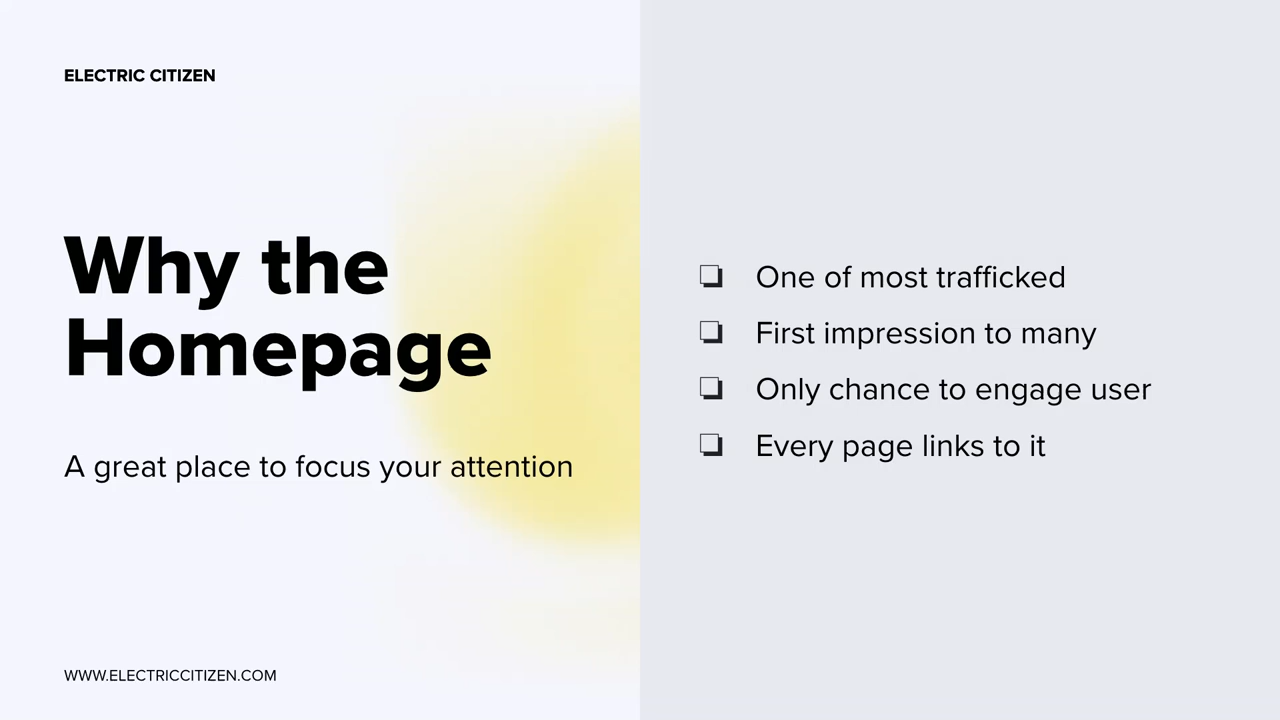 ELECTRIC CITIZEN
Why the
Homepage
A great place to focus your attention
WWW.ELECTRICCITIZEN.COM
❏ One of most trafficked
❏ First impression to many
❏ Only chance to engage user
❏ Every page links to it